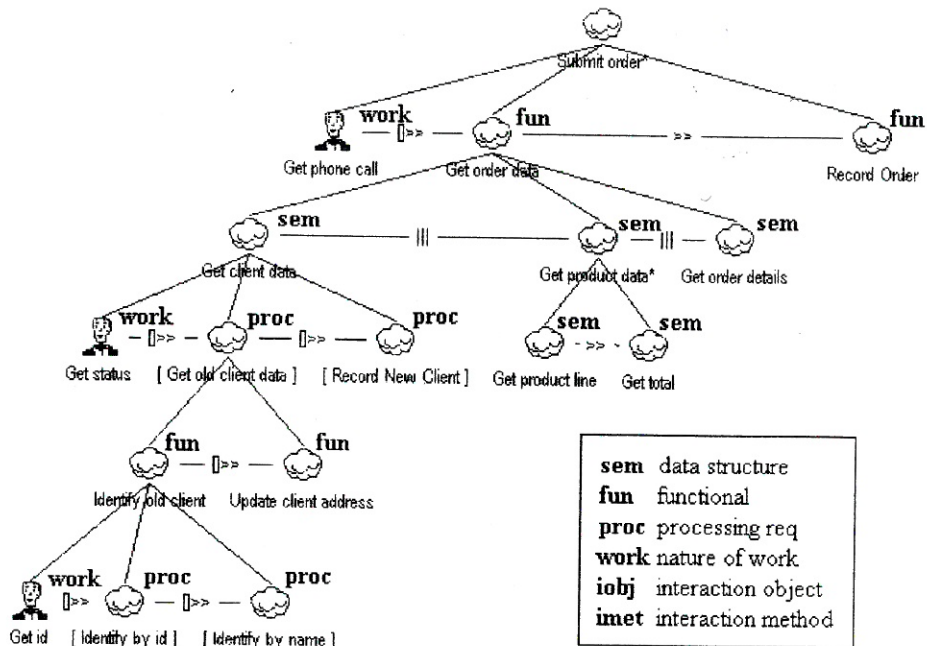 Submit order*
work []>> fun >> fun
Get phone call Get order data Record Order
sem ||| sem ||| sem
Get client data Get product data* Get order details
work []>> proc []>> proc sem >> sem
Get status [ Get old client data ] [ Record New Client ] Get product line Get total
fun []>> fun
Identify old client Update client address
work []>> proc []>> proc
Get id [ Identify by id ] [ Identify by name ]
sem data structure
fun functional
proc processing req
work nature of work
iobj interaction object
imet interaction method